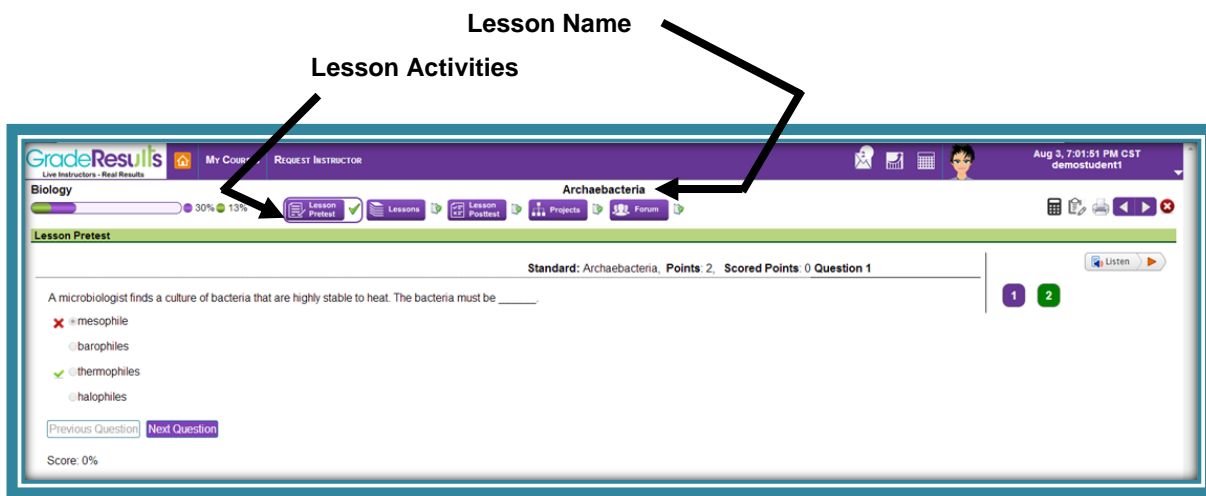 Lesson Name
Lesson Activities
GradeResults
Live Instructors - Real Results
REQUEST INSTRUCTOR
Aug 3, 7:01:51 PM CST
demostudent1
Biology
Archaebacteria
30% 13%
Lesson Pretest
Lessons
Lesson Posttest
Projects
Forum
Lesson Pretest
Standard: Archaebacteria, Points: 2, Scored Points: 0 Question 1
Listen
A microbiologist finds a culture of bacteria that are highly stable to heat. The bacteria must be ______.
1 2
mesophile
barophiles
thermophiles
halophiles
Previous Question Next Question
Score: 0%